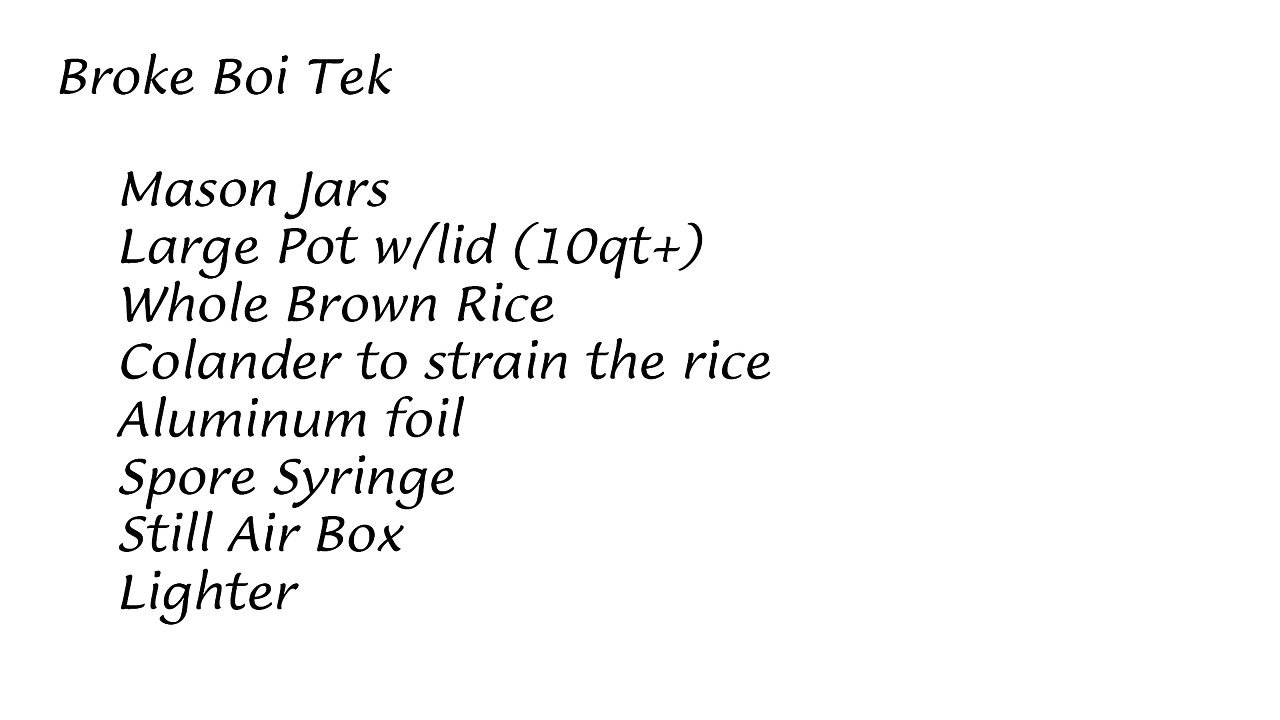 Broke Boi Tek
Mason Jars
Large Pot w/lid (10qt+)
Whole Brown Rice
Colander to strain the rice
Aluminum foil
Spore Syringe
Still Air Box
Lighter